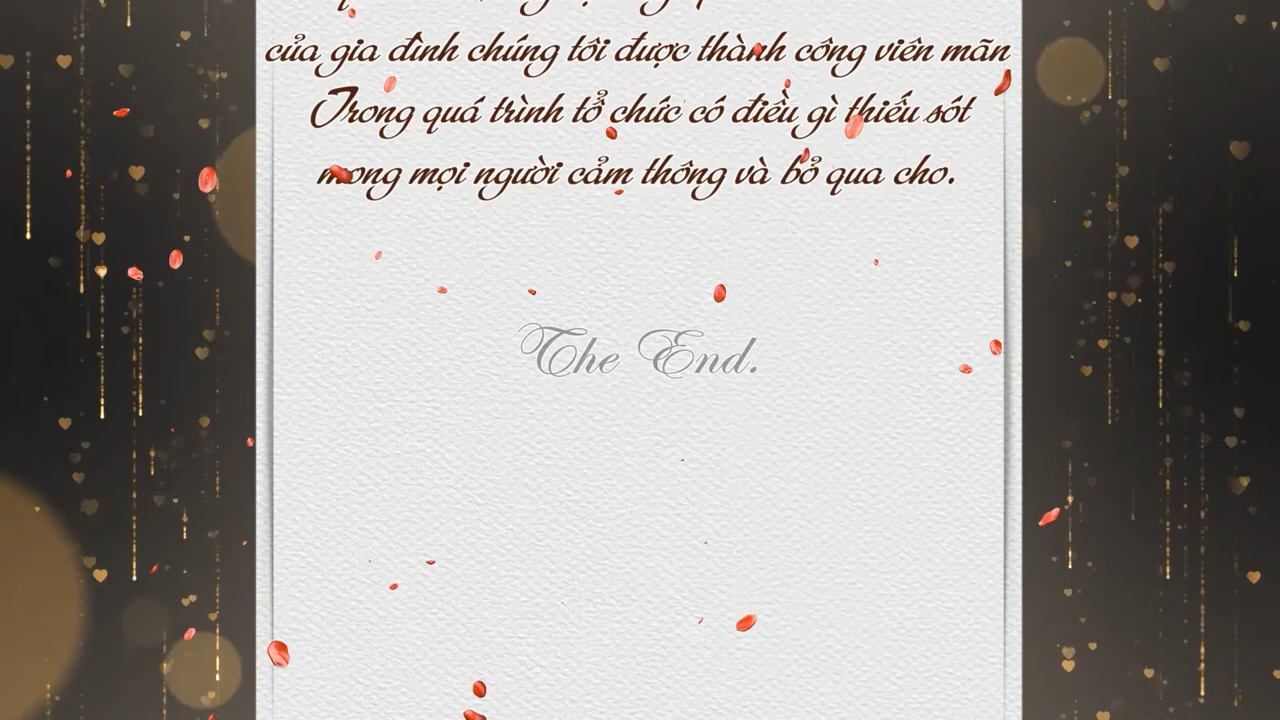 của gia đình chúng tôi được thành công viên mãn
Trong quá trình tổ chức có điều gì thiếu sót
mong mọi người cảm thông và bỏ qua cho.
The End.